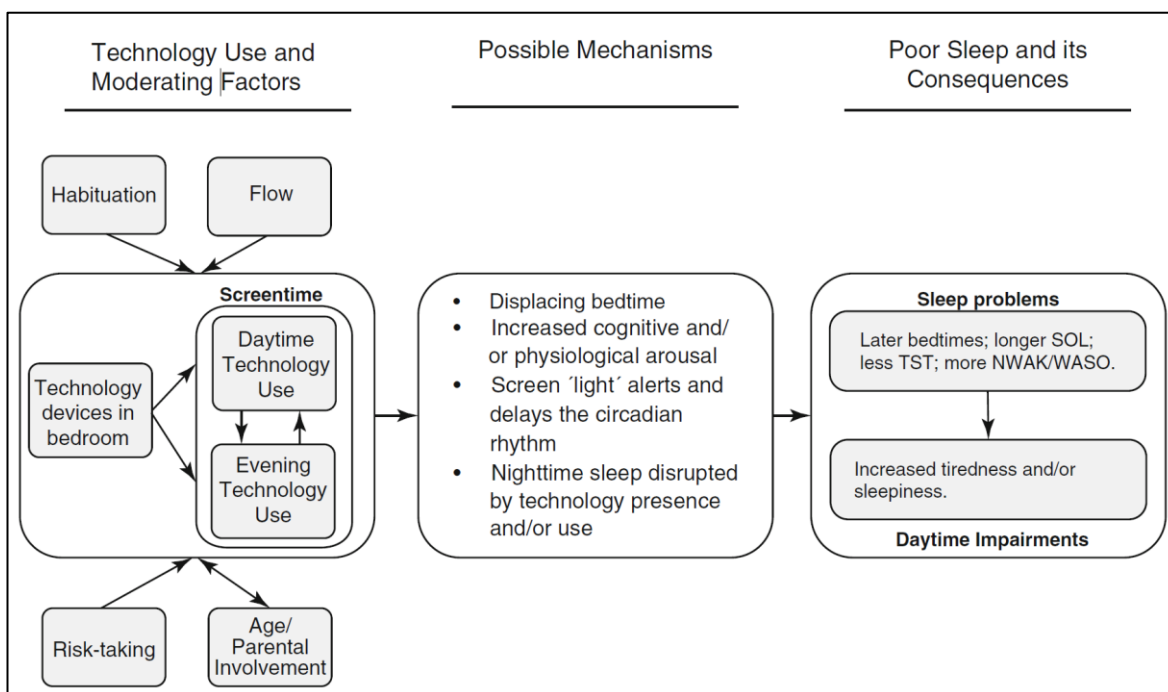 Technology Use and
Moderating Factors
Possible Mechanisms
Poor Sleep and its
Consequences
Habituation
Flow
Screentime
Daytime
Technology
Use
Technology
devices in
bedroom
Evening
Technology
Use
Risk-taking
Age/
Parental
Involvement
• Displacing bedtime
• Increased cognitive and/
or physiological arousal
• Screen ´light´ alerts and
delays the circadian
rhythm
• Nighttime sleep disrupted
by technology presence
and/or use
Sleep problems
Later bedtimes; longer SOL;
less TST; more NWAK/WASO.
Increased tiredness and/or
sleepiness.
Daytime Impairments